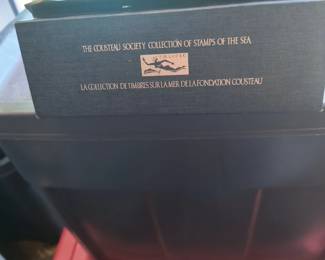 THE COUSTEAU SOCIETY COLLECTION OF STAMPS OF THE SEA
LA COLLECTION DE TIMBRES SUR LA MER DE LA FONDATION COUSTEAU